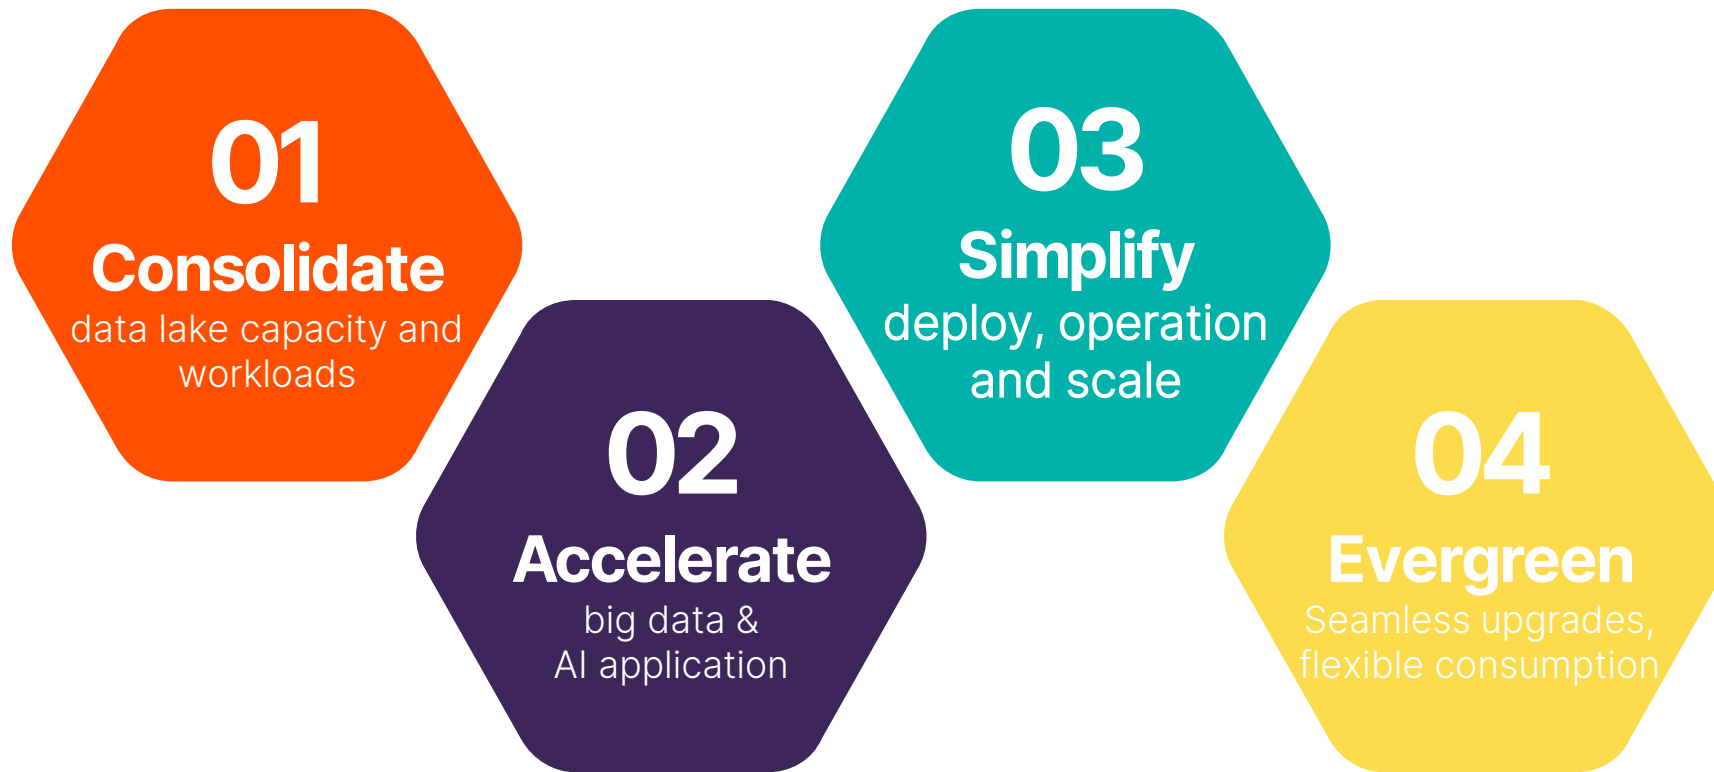 01
Consolidate
data lake capacity and
workloads
02
Accelerate
big data &
AI application
03
Simplify
deploy, operation
and scale
04
Evergreen
Seamless upgrades,
flexible consumption